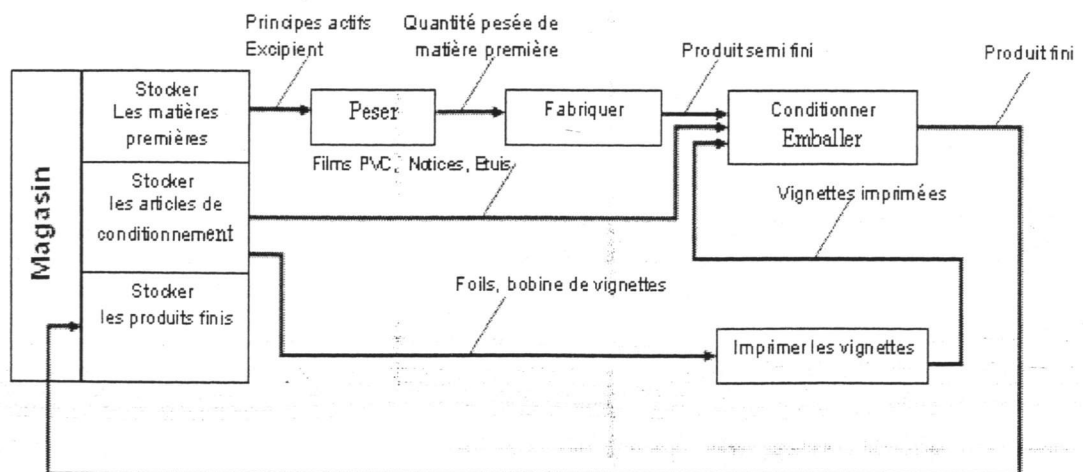 Principes actifs
Excipient
Quantité pesée de
matière première
Produit semi fini
Produit fini
Magasin
Stocker
Les matières
premières
Peser
Fabriquer
Conditionner
Emballer
Films PVC, Notices, Etuis
Stocker
les articles de
conditionnement
Vignettes imprimées
Stocker
les produits finis
Foils, bobine de vignettes
Imprimer les vignettes